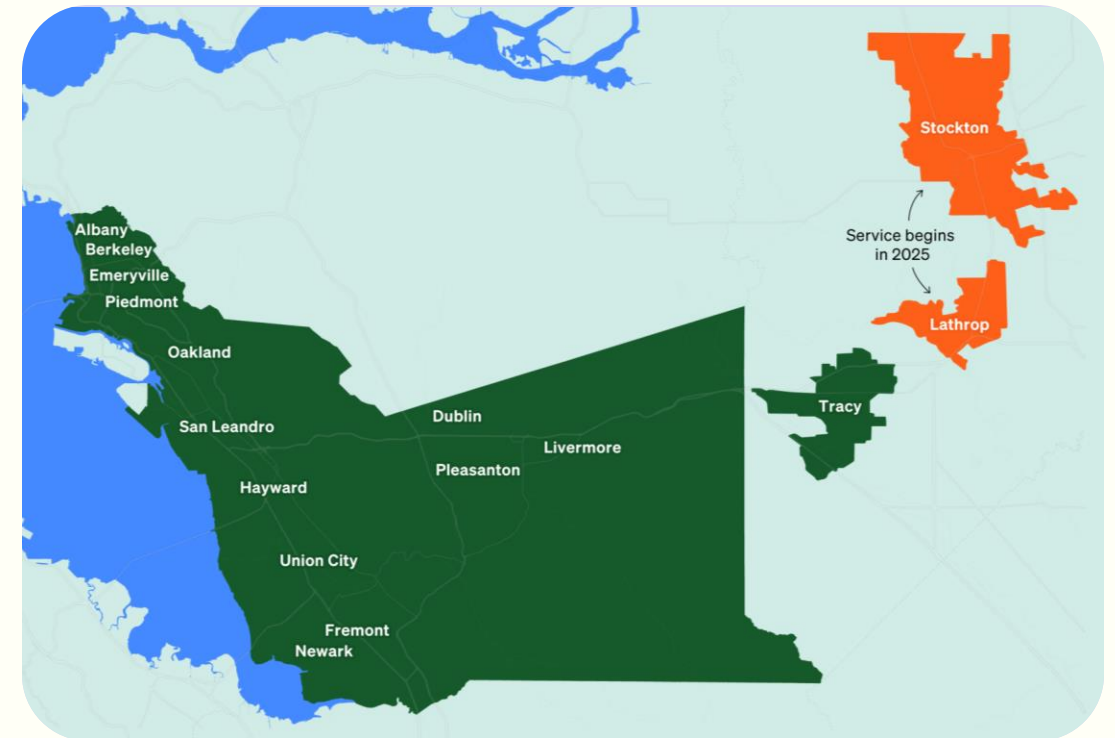 Stockton
Albany
Berkeley
Service begins
in 2025
Emeryville
Piedmont
Lathrop
Oakland
Tracy
Dublin
San Leandro
Livermore
Pleasanton
Hayward
Union City
Fremont
Newark